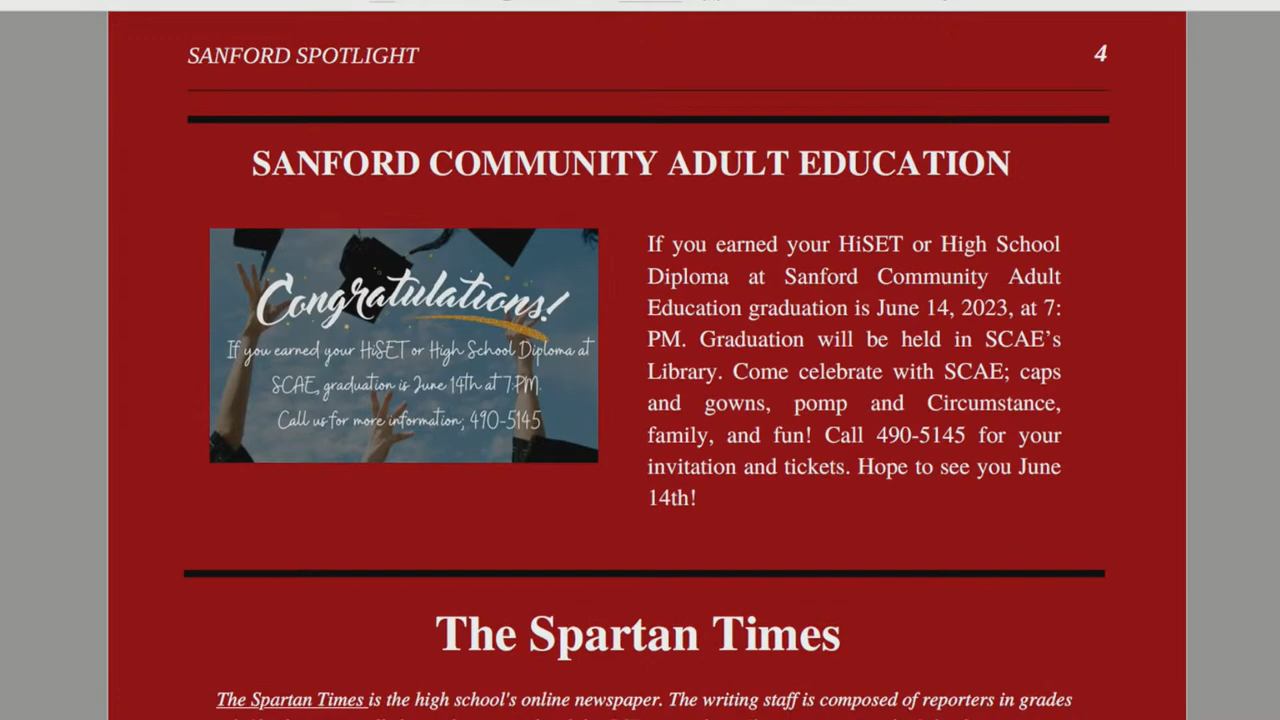 SANFORD SPOTLIGHT
4
SANFORD COMMUNITY ADULT EDUCATION
Congratulations!
If you earned your HiSET or High School Diploma at
SCAE, graduation is June 14th at 7:PM.
Call us for more information; 490-5145
If you earned your HiSET or High School
Diploma at Sanford Community Adult
Education graduation is June 14, 2023, at 7:
PM. Graduation will be held in SCAE's
Library. Come celebrate with SCAE; caps
and gowns, pomp and Circumstance,
family, and fun! Call 490-5145 for your
invitation and tickets. Hope to see you June
14th!
The Spartan Times
The Spartan Times is the high school's online newspaper. The writing staff is composed of reporters in grades